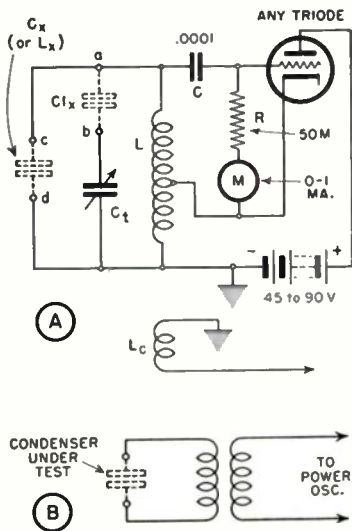 Cx
(or Lx)
a
.0001
ANY TRIODE
C1x
c
b
d
Ct
L
C
R
50M
M
0-1
MA.
-
+
45 to 90 V
A
Lc
CONDENSER
UNDER
TEST
TO
POWER
OSC.
B